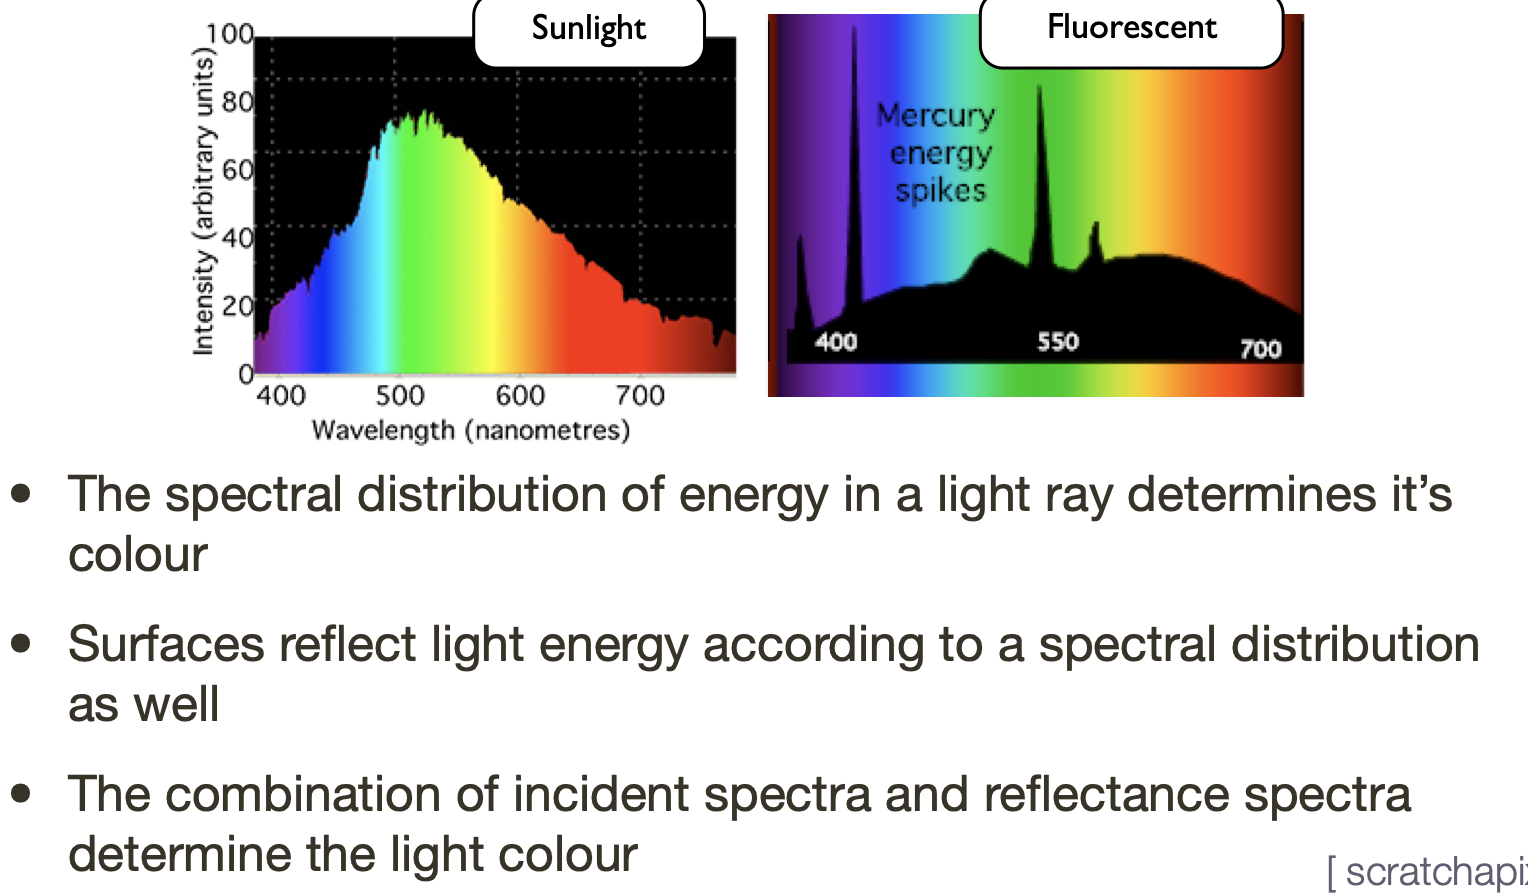 Sunlight
Fluorescent
100
80
60
40
20
0
Intensity (arbitrary units)
400 500 600 700
Wavelength (nanometres)
Mercury
energy
spikes
400 550 700
• The spectral distribution of energy in a light ray determines it’s
colour
• Surfaces reflect light energy according to a spectral distribution
as well
• The combination of incident spectra and reflectance spectra
determine the light colour
[ scratchapix